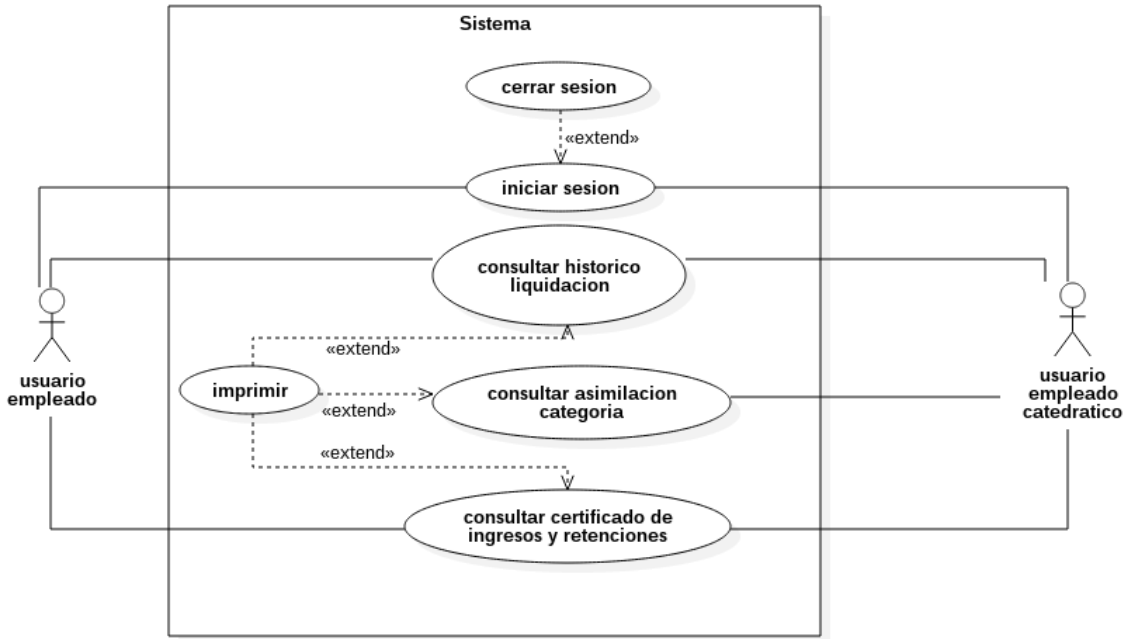 Sistema
cerrar sesion
«extend»
iniciar sesion
consultar historico
liquidacion
«extend»
usuario
empleado
imprimir
«extend»
consultar asimilacion
categoria
usuario
empleado
catedratico
«extend»
consultar certificado de
ingresos y retenciones